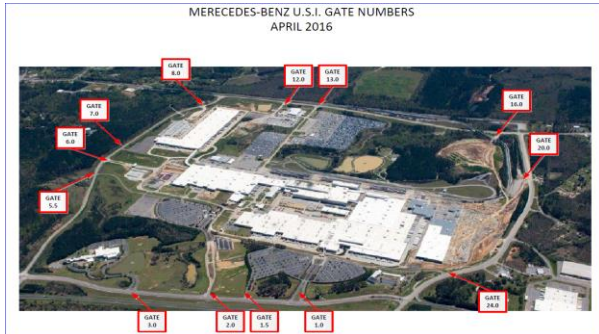 MERECEDES-BENZ U.S.I. GATE NUMBERS
APRIL 2016
GATE
8.0
GATE
12.0
GATE
13.0
GATE
7.0
GATE
16.0
GATE
6.0
GATE
20.0
GATE
5.5
GATE
3.0
GATE
2.0
GATE
1.5
GATE
1.0
GATE
24.0